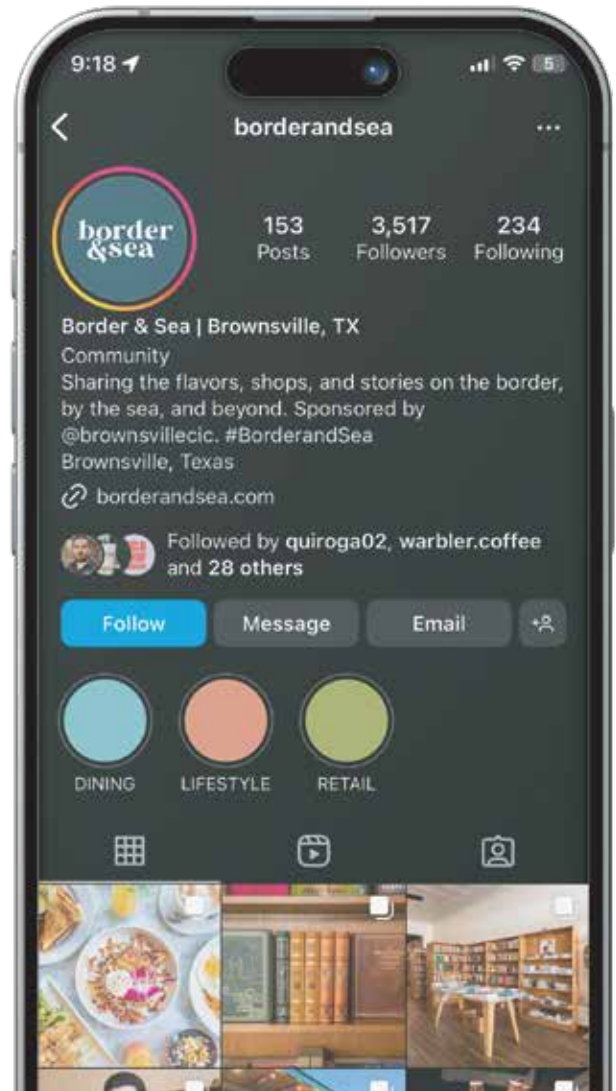 9:18
5
borderandsea
border
&sea
153 3,517 234
Posts Followers Following
Border & Sea | Brownsville, TX
Community
Sharing the flavors, shops, and stories on the border,
by the sea, and beyond. Sponsored by
@brownsvillecic. #BorderandSea
Brownsville, Texas
borderandsea.com
Followed by quiroga02, warbler.coffee
and 28 others
Follow Message Email
DINING LIFESTYLE RETAIL